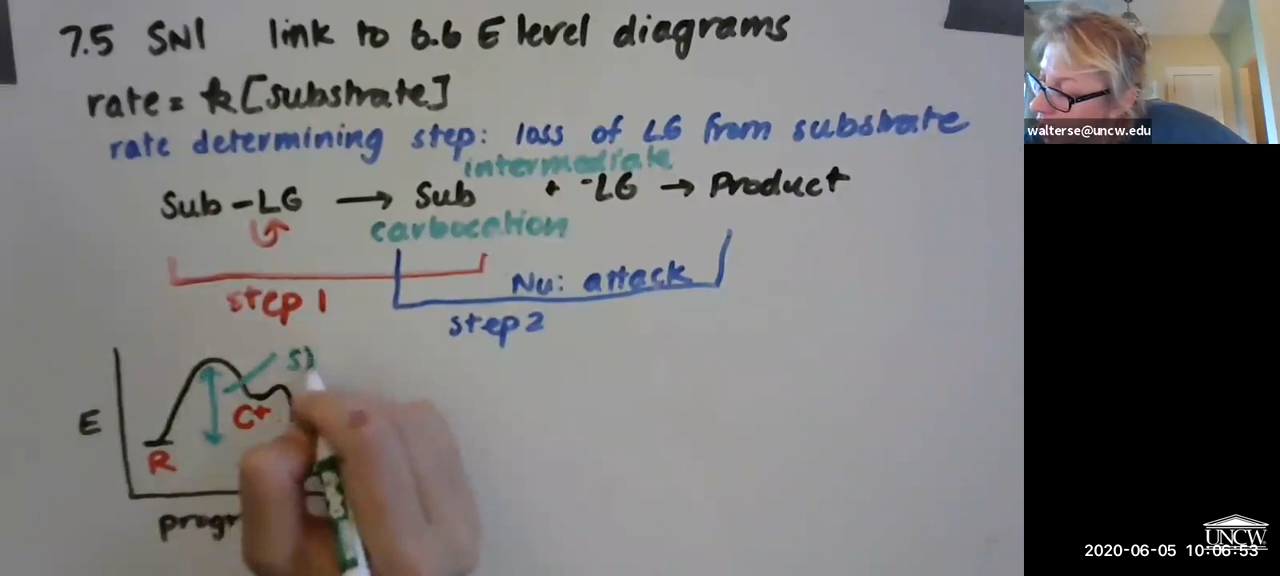 7.5 SN1 link to 6.6 E level diagrams
rate = k [substrate]
rate determining step: loss of LG from substrate
intermediate
Sub - LG → Sub + -LG → Product
carbocation
Nu: attack
step 1
step 2
E
R
C+
walterse@uncw.edu
UNCW
2020-06-05 10:06:53